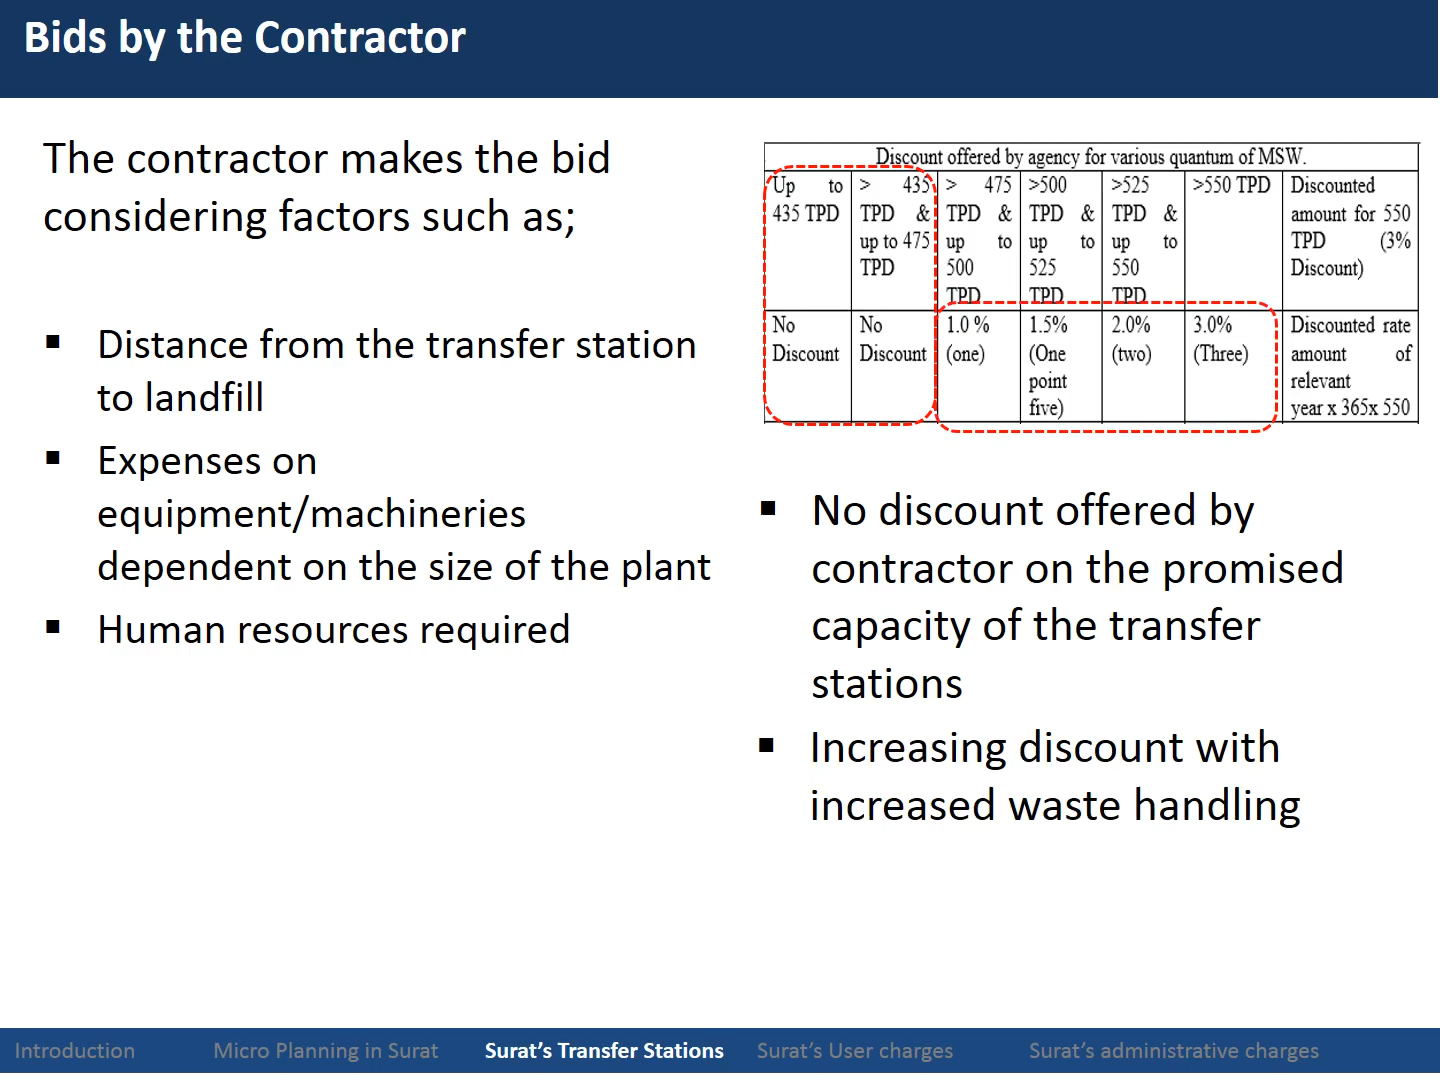 Bids by the Contractor
The contractor makes the bid
considering factors such as;
▪ Distance from the transfer station
to landfill
▪ Expenses on
equipment/machineries
dependent on the size of the plant
▪ Human resources required
Discount offered by agency for various quantum of MSW.
Up to
435 TPD
> 435
TPD &
up to 475
TPD
> 475
TPD &
up to
500
TPD
>500
TPD &
up to
525
TPD
>525
TPD &
up to
550
TPD
>550 TPD
Discounted
amount for 550
TPD (3%
Discount)
No
Discount
No
Discount
1.0 %
(one)
1.5%
(One
point
five)
2.0%
(two)
3.0%
(Three)
Discounted rate
amount of
relevant
year x 365x 550
▪ No discount offered by
contractor on the promised
capacity of the transfer
stations
▪ Increasing discount with
increased waste handling
Introduction Micro Planning in Surat Surat's Transfer Stations Surat's User charges Surat's administrative charges